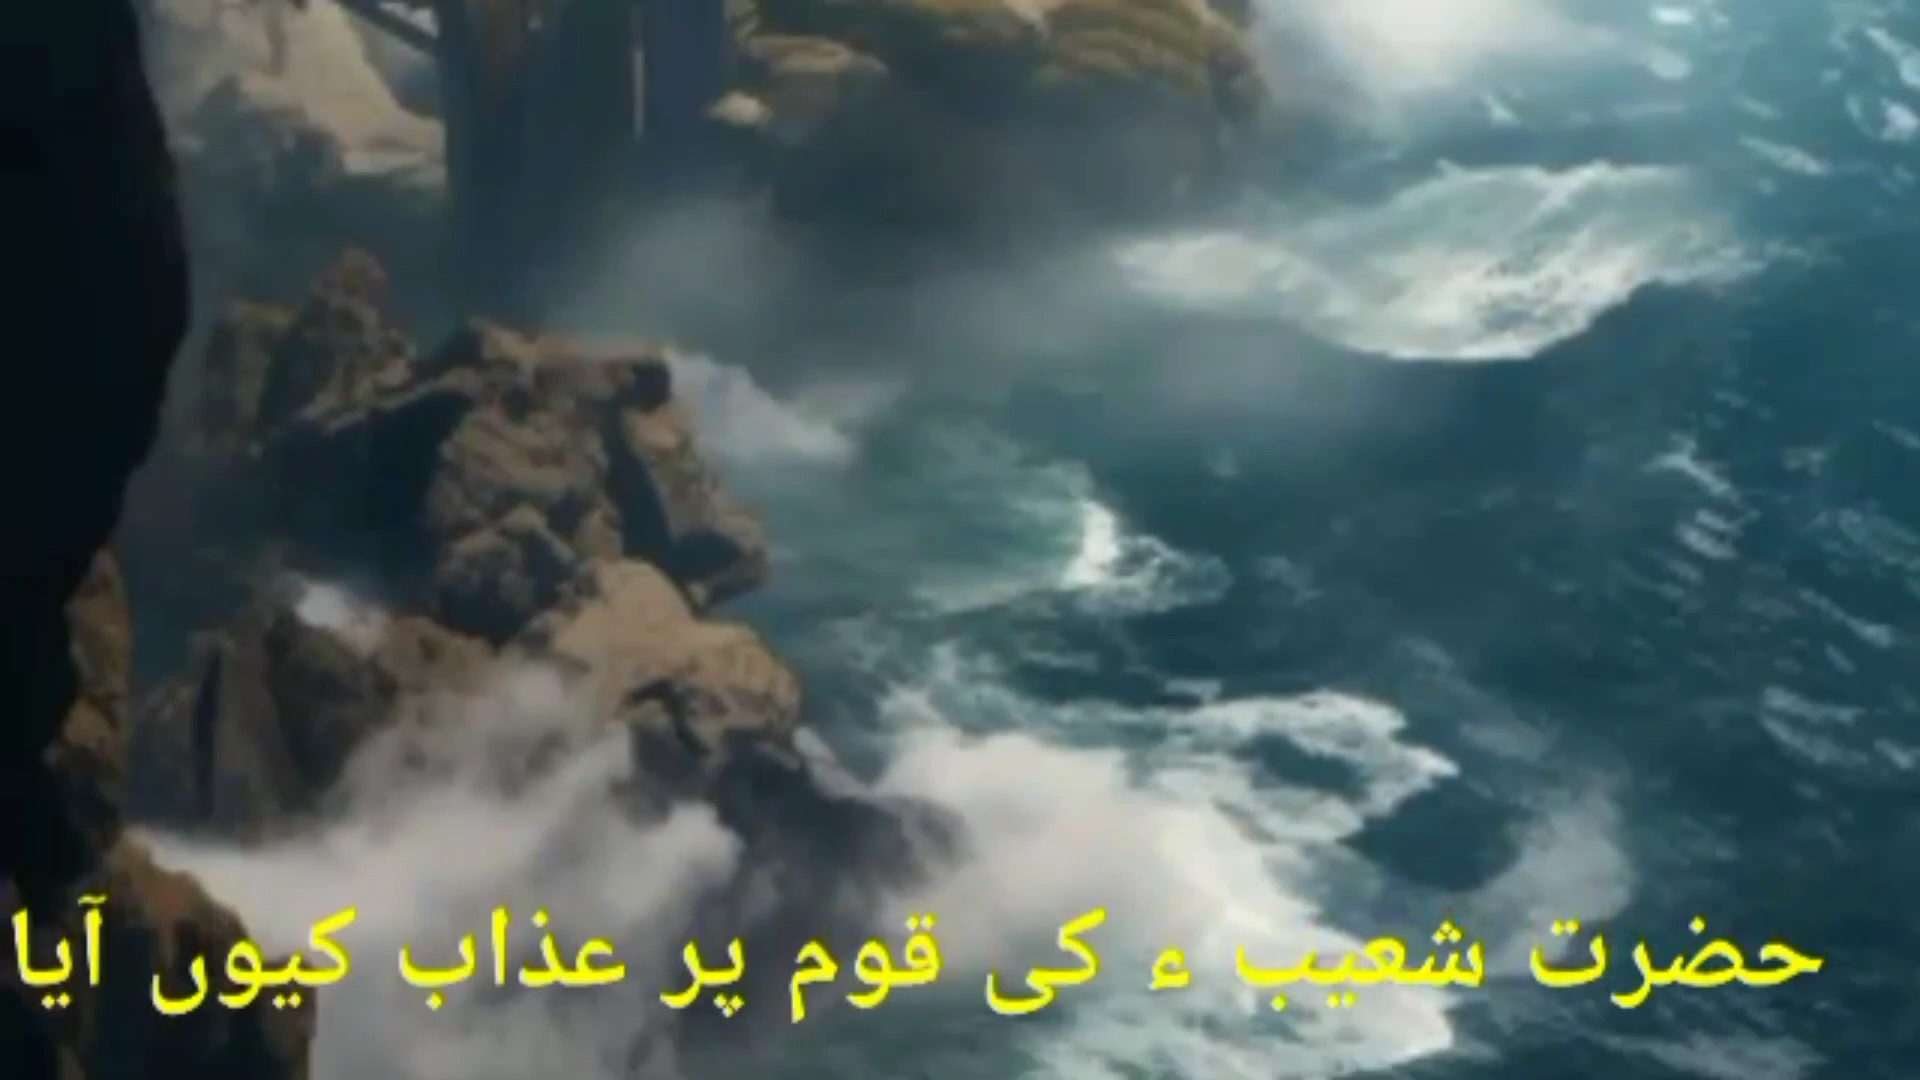 حضرت شعیب ء کی قوم پر عذاب کیوں آیا